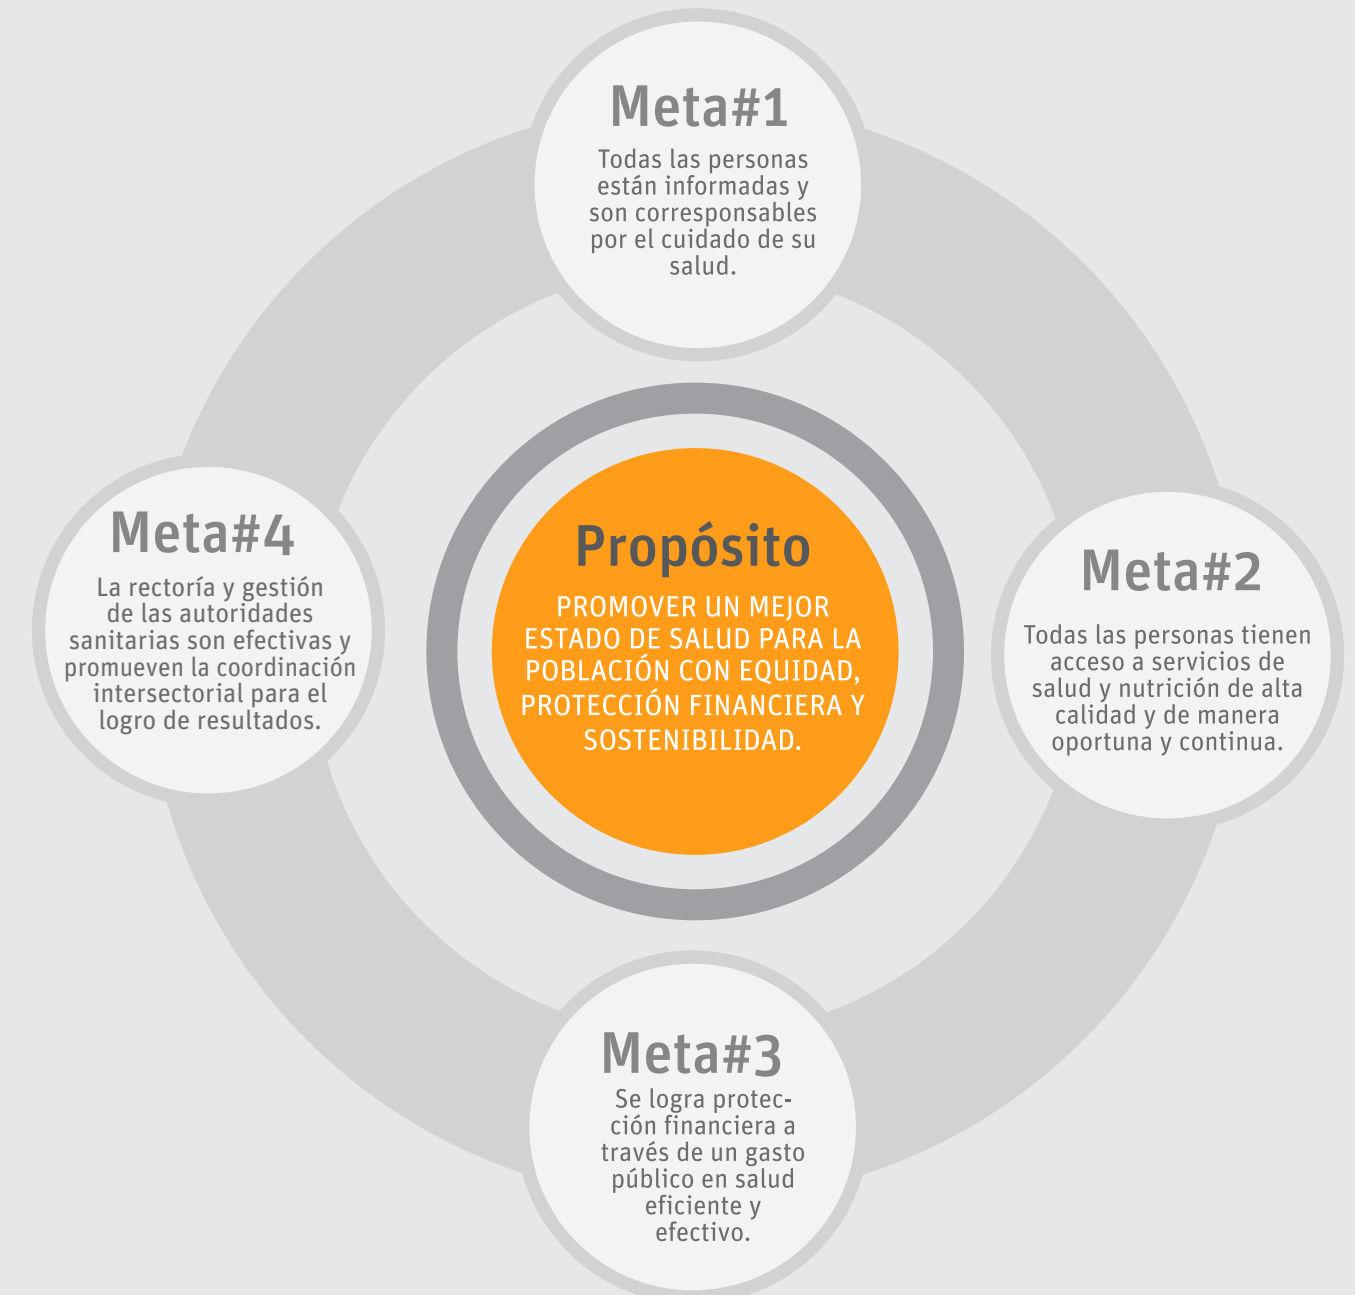 Meta#1
Todas las personas
están informadas y
son corresponsables
por el cuidado de su
salud.
Meta#4
La rectoría y gestión
de las autoridades
sanitarias son efectivas y
promueven la coordinación
intersectorial para el
logro de resultados.
Propósito
PROMOVER UN MEJOR
ESTADO DE SALUD PARA LA
POBLACIÓN CON EQUIDAD,
PROTECCIÓN FINANCIERA Y
SOSTENIBILIDAD.
Meta#2
Todas las personas tienen
acceso a servicios de
salud y nutrición de alta
calidad y de manera
oportuna y continua.
Meta#3
Se logra protec-
ción financiera a
través de un gasto
público en salud
eficiente y
efectivo.